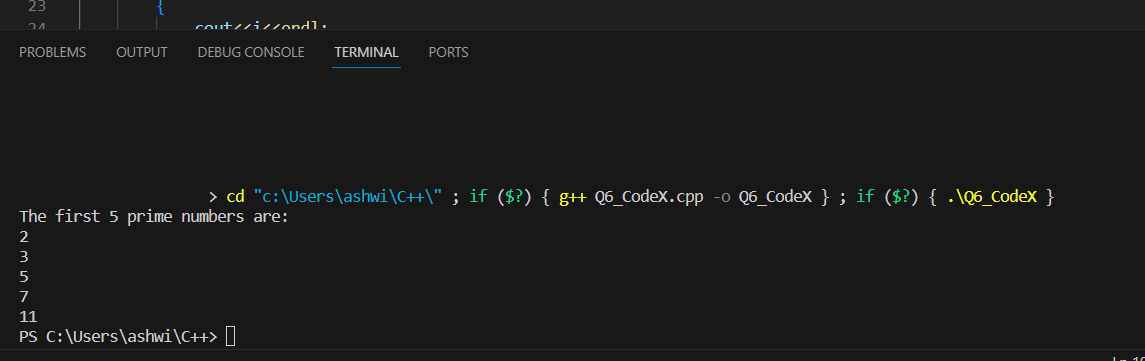 23 {
24 cout<<i<<endl;
PROBLEMS OUTPUT DEBUG CONSOLE TERMINAL PORTS
> cd "c:\Users\ashwi\C++\" ; if ($?) { g++ Q6_CodeX.cpp -o Q6_CodeX } ; if ($?) { .\Q6_CodeX }
The first 5 prime numbers are:
2
3
5
7
11
PS C:\Users\ashwi\C++>